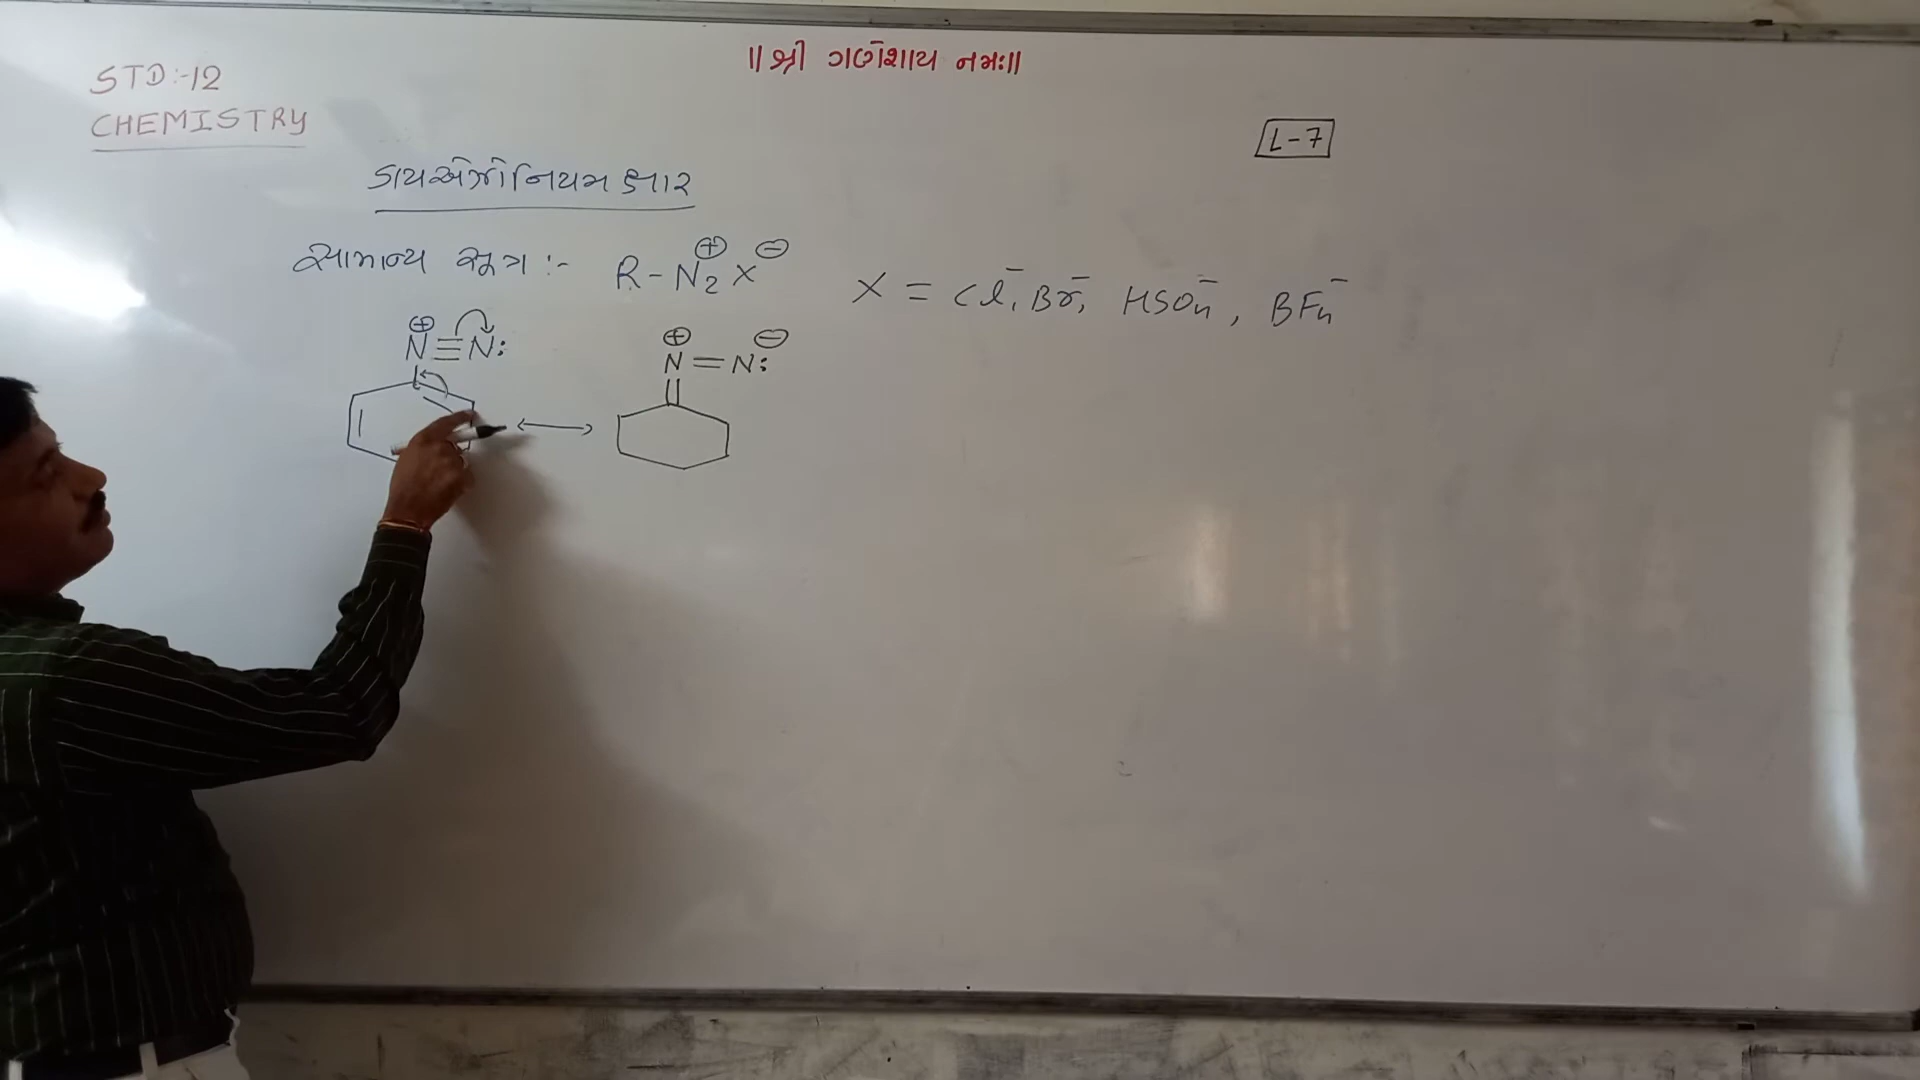 ॥ શ્રી ગણેશાય નમઃ ॥
STD:-12
CHEMISTRY
L-7
ડાયએઝોનિયમ ક્ષાર
સામાન્ય સૂત્ર :- R-N₂⊕ X⊖
X = Cl⁻, Br⁻, HSO₄⁻, BF₄⁻
⊕ N≡N:
⊕ N=N: ⊖